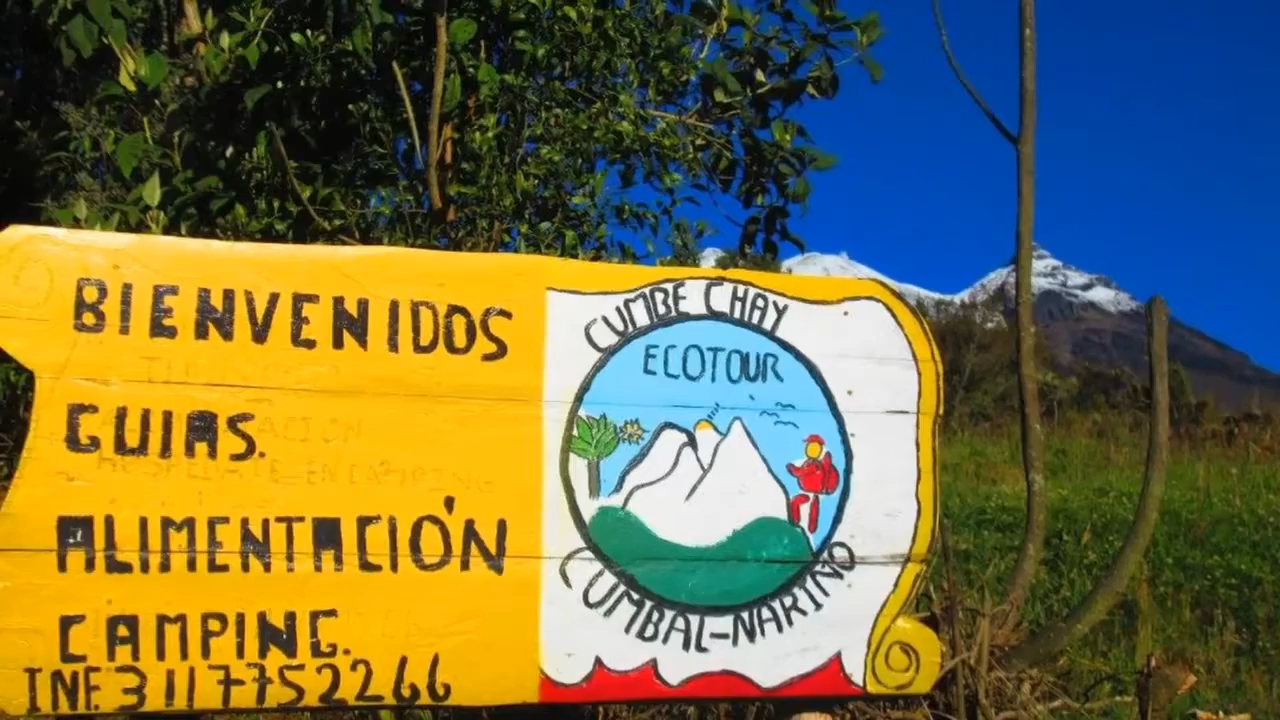 BIENVENIDOS
GUIAS.
ALIMENTACIÓN
CAMPING.
INF. 3117752266
CUMBE CHAY
ECOTOUR
CUMBAL-NARIÑO